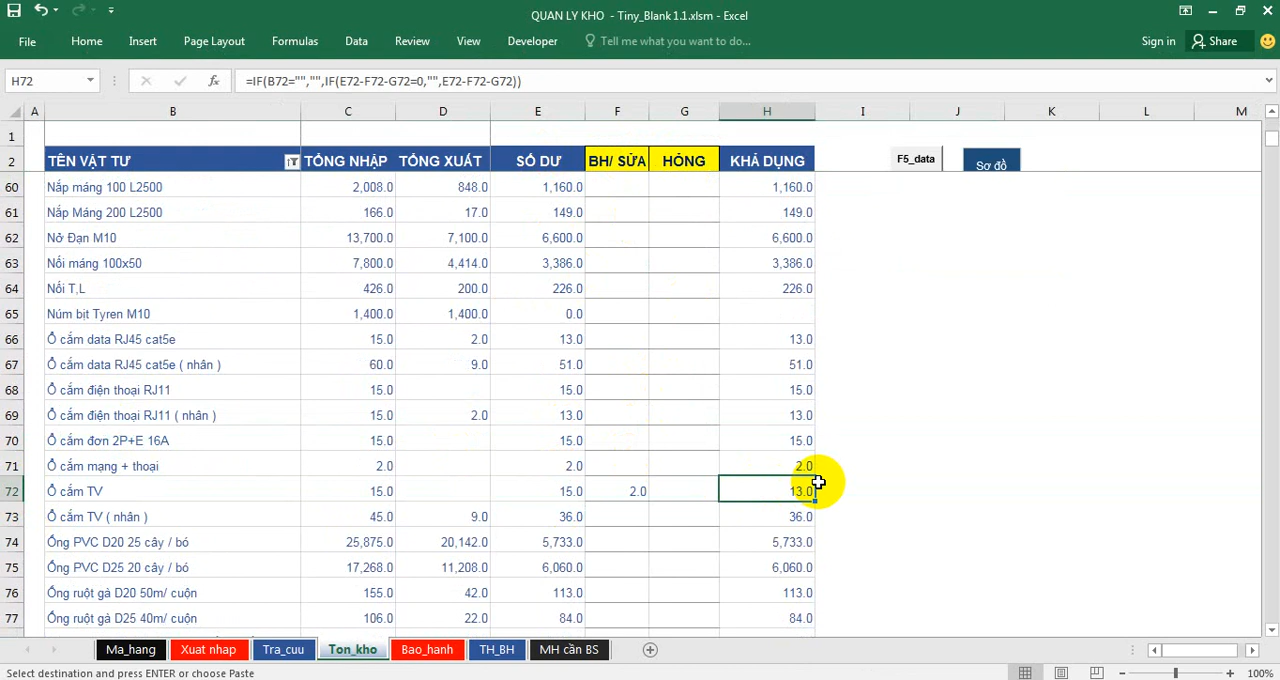 QUAN LY KHO - Tiny_Blank 1.1.xlsm - Excel
File Home Insert Page Layout Formulas Data Review View Developer Tell me what you want to do... Sign in Share
H72 fx =IF(B72="","",IF(E72-F72-G72=0,"",E72-F72-G72))
A B C D E F G H I J K L M
1
2 TÊN VẬT TƯ TỔNG NHẬP TỔNG XUẤT SỐ DƯ BH/ SỬA HỎNG KHẢ DỤNG F5_data Sơ đồ
60 Nắp máng 100 L2500 2,008.0 848.0 1,160.0 1,160.0
61 Nắp Máng 200 L2500 166.0 17.0 149.0 149.0
62 Nở Đạn M10 13,700.0 7,100.0 6,600.0 6,600.0
63 Nối máng 100x50 7,800.0 4,414.0 3,386.0 3,386.0
64 Nối T,L 426.0 200.0 226.0 226.0
65 Núm bịt Tyren M10 1,400.0 1,400.0 0.0
66 Ổ cắm data RJ45 cat5e 15.0 2.0 13.0 13.0
67 Ổ cắm data RJ45 cat5e ( nhân ) 60.0 9.0 51.0 51.0
68 Ổ cắm điện thoại RJ11 15.0 15.0 15.0
69 Ổ cắm điện thoại RJ11 ( nhân ) 15.0 2.0 13.0 13.0
70 Ổ cắm đơn 2P+E 16A 15.0 15.0 15.0
71 Ổ cắm mạng + thoại 2.0 2.0 2.0
72 Ổ cắm TV 15.0 15.0 2.0 13.0
73 Ổ cắm TV ( nhân ) 45.0 9.0 36.0 36.0
74 Ống PVC D20 25 cây / bó 25,875.0 20,142.0 5,733.0 5,733.0
75 Ống PVC D25 20 cây / bó 17,268.0 11,208.0 6,060.0 6,060.0
76 Ống ruột gà D20 50m/ cuộn 155.0 42.0 113.0 113.0
77 Ống ruột gà D25 40m/ cuộn 106.0 22.0 84.0 84.0
Ma_hang Xuat nhap Tra_cuu Ton_kho Bao_hanh TH_BH MH cần BS
Select destination and press ENTER or choose Paste 100%